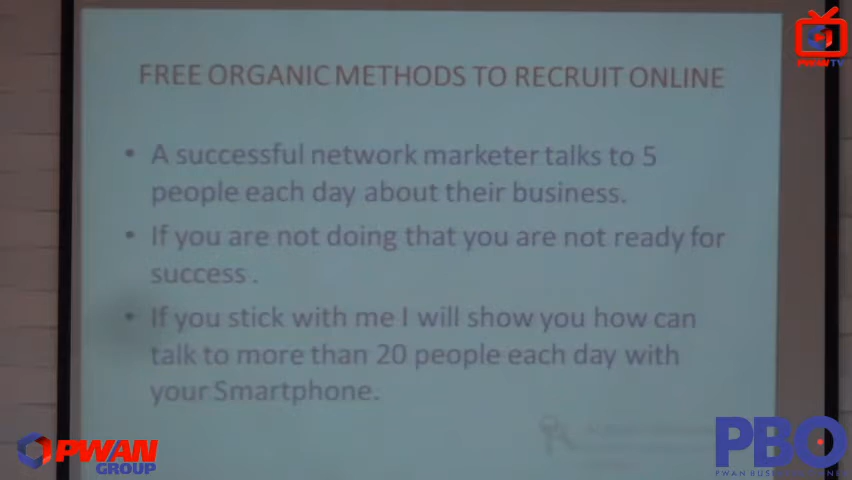 FREE ORGANIC METHODS TO RECRUIT ONLINE
• A successful network marketer talks to 5
people each day about their business.
• If you are not doing that you are not ready for
success .
• If you stick with me I will show you how can
talk to more than 20 people each day with
your Smartphone.
PWAN
GROUP
PBO